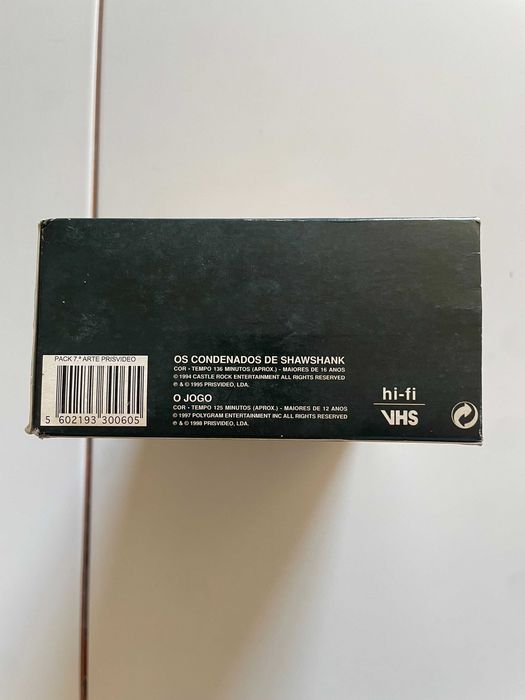 PACK 7.ª ARTE PRISVIDEO
5 602193 300605
OS CONDENADOS DE SHAWSHANK
COR - TEMPO 136 MINUTOS (APROX.) - MAIORES DE 16 ANOS
© 1994 CASTLE ROCK ENTERTAINMENT ALL RIGHTS RESERVED
℗ & © 1995 PRISVIDEO, LDA.
O JOGO
COR - TEMPO 125 MINUTOS (APROX.) - MAIORES DE 12 ANOS
© 1997 POLYGRAM ENTERTAINMENT INC ALL RIGHTS RESERVED
℗ & © 1998 PRISVIDEO, LDA.
hi-fi
VHS